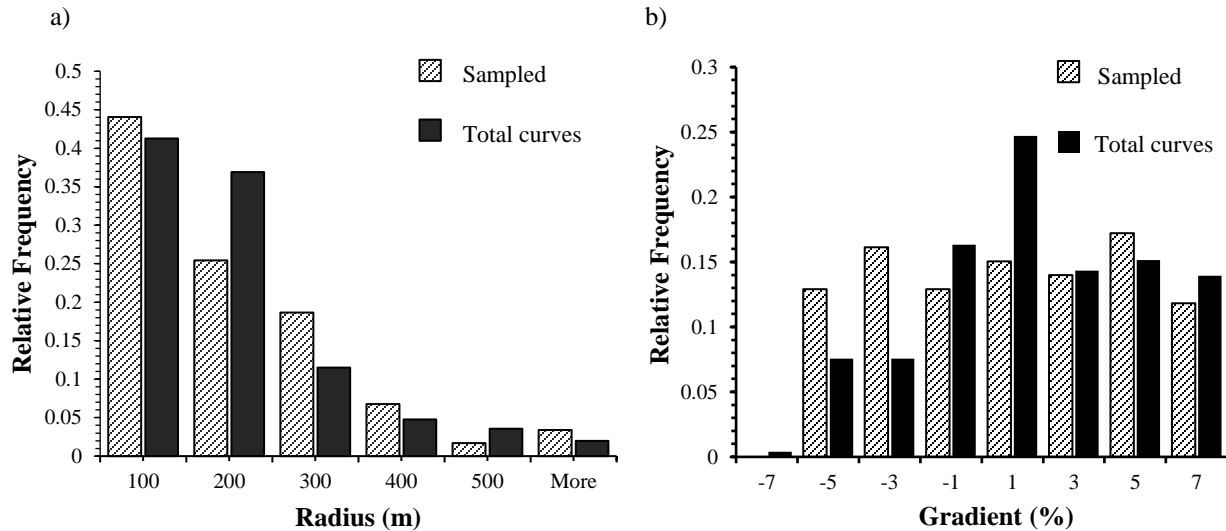 a)
0.5
0.45
0.4
0.35
0.3
0.25
0.2
0.15
0.1
0.05
0
Relative Frequency
Sampled
Total curves
100 200 300 400 500 More
Radius (m)
b)
0.3
0.25
0.2
0.15
0.1
0.05
0
Relative Frequency
Sampled
Total curves
-7 -5 -3 -1 1 3 5 7
Gradient (%)